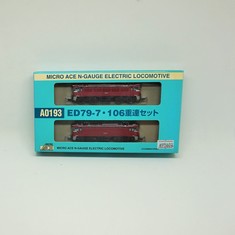 MICRO ACE N-GAUGE ELECTRIC LOCOMOTIVE
A0193 ED79-7・106重連セット
MICRO ACE N-GAUGE ELECTRIC LOCOMOTIVE